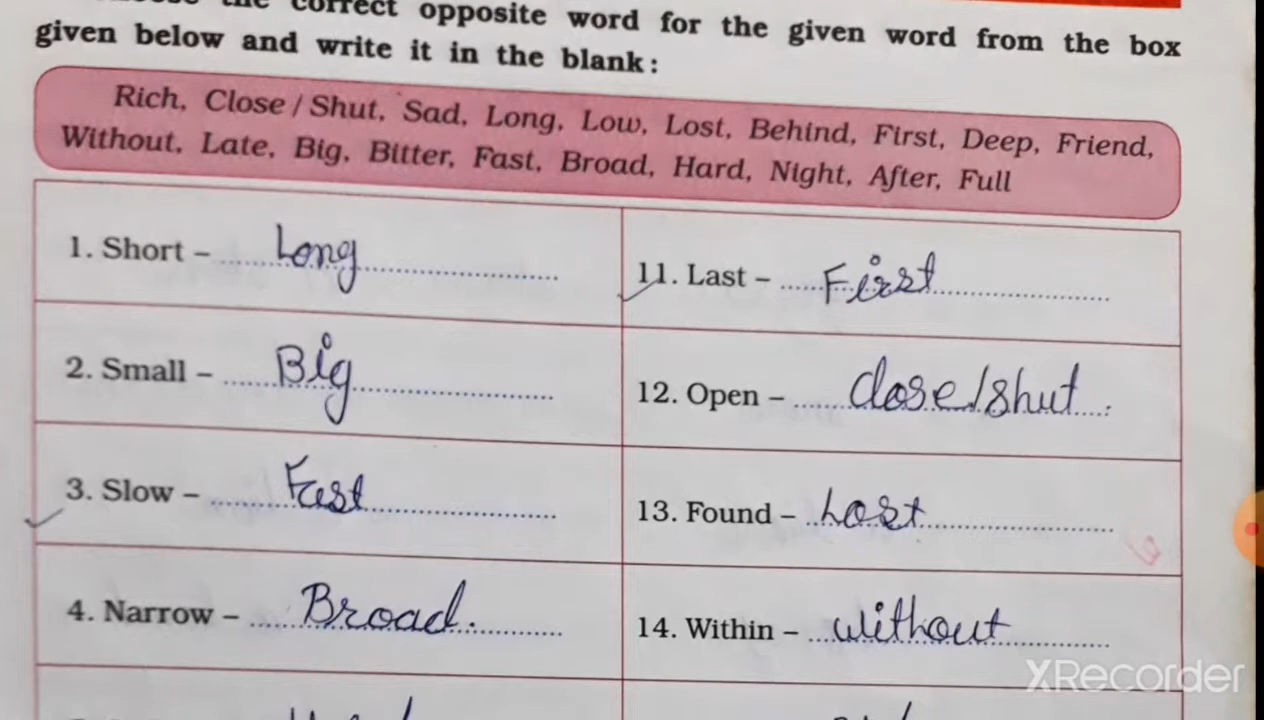 correct opposite word for the given word from the box
given below and write it in the blank :
Rich, Close / Shut, Sad, Long, Low, Lost, Behind, First, Deep, Friend,
Without, Late, Big, Bitter, Fast, Broad, Hard, Night, After, Full
1. Short – Long
11. Last – First
2. Small – Big
12. Open – close/shut
3. Slow – Fast
13. Found – Lost
4. Narrow – Broad.
14. Within – without
XRecorder